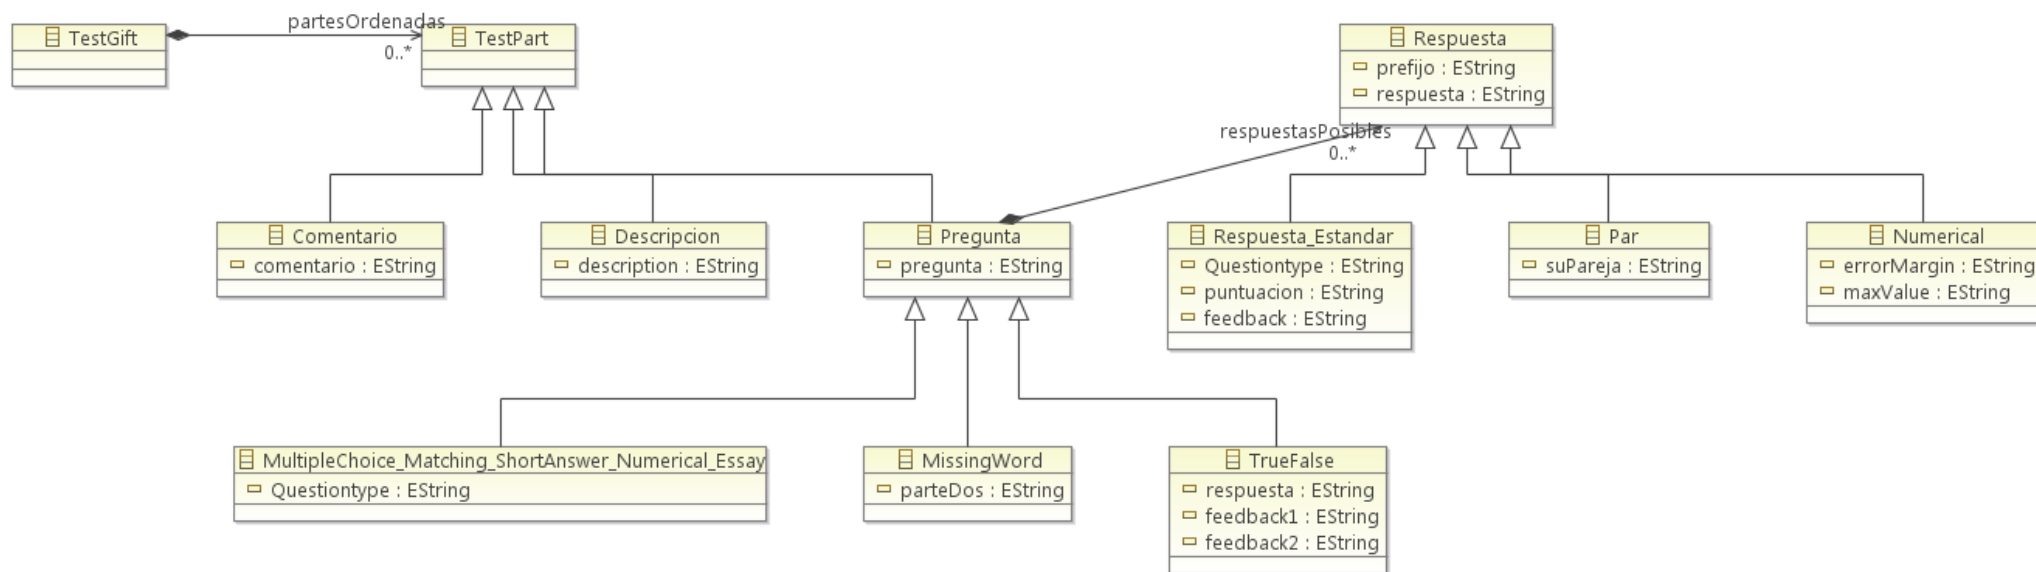 TestGift
partesOrdenadas
0..*
TestPart
Respuesta
prefijo : EString
respuesta : EString
respuestasPosibles
0..*
Comentario
comentario : EString
Descripcion
description : EString
Pregunta
pregunta : EString
Respuesta_Estandar
Questiontype : EString
puntuacion : EString
feedback : EString
Par
suPareja : EString
Numerical
errorMargin : EString
maxValue : EString
MultipleChoice_Matching_ShortAnswer_Numerical_Essay
Questiontype : EString
MissingWord
parteDos : EString
TrueFalse
respuesta : EString
feedback1 : EString
feedback2 : EString